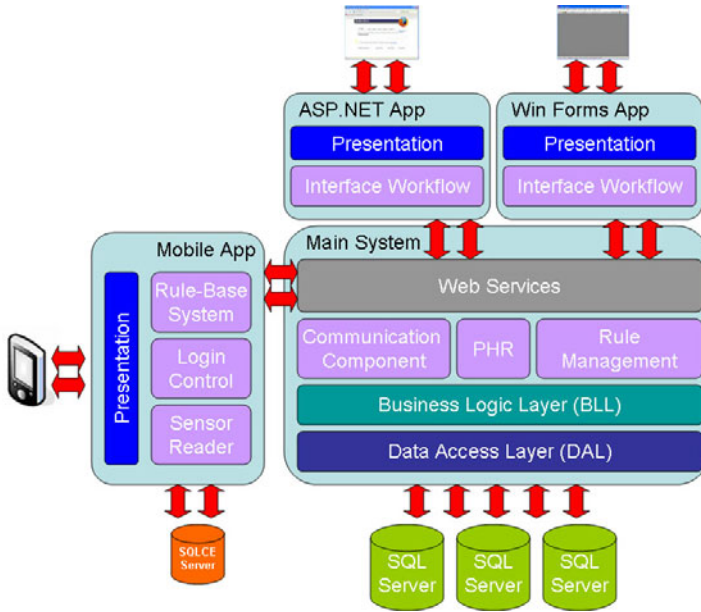 ASP.NET App
Presentation
Interface Workflow
Win Forms App
Presentation
Interface Workflow
Mobile App
Presentation
Rule-Base
System
Login
Control
Sensor
Reader
Main System
Web Services
Communication
Component
PHR
Rule
Management
Business Logic Layer (BLL)
Data Access Layer (DAL)
SQLCE
Server
SQL
Server
SQL
Server
SQL
Server